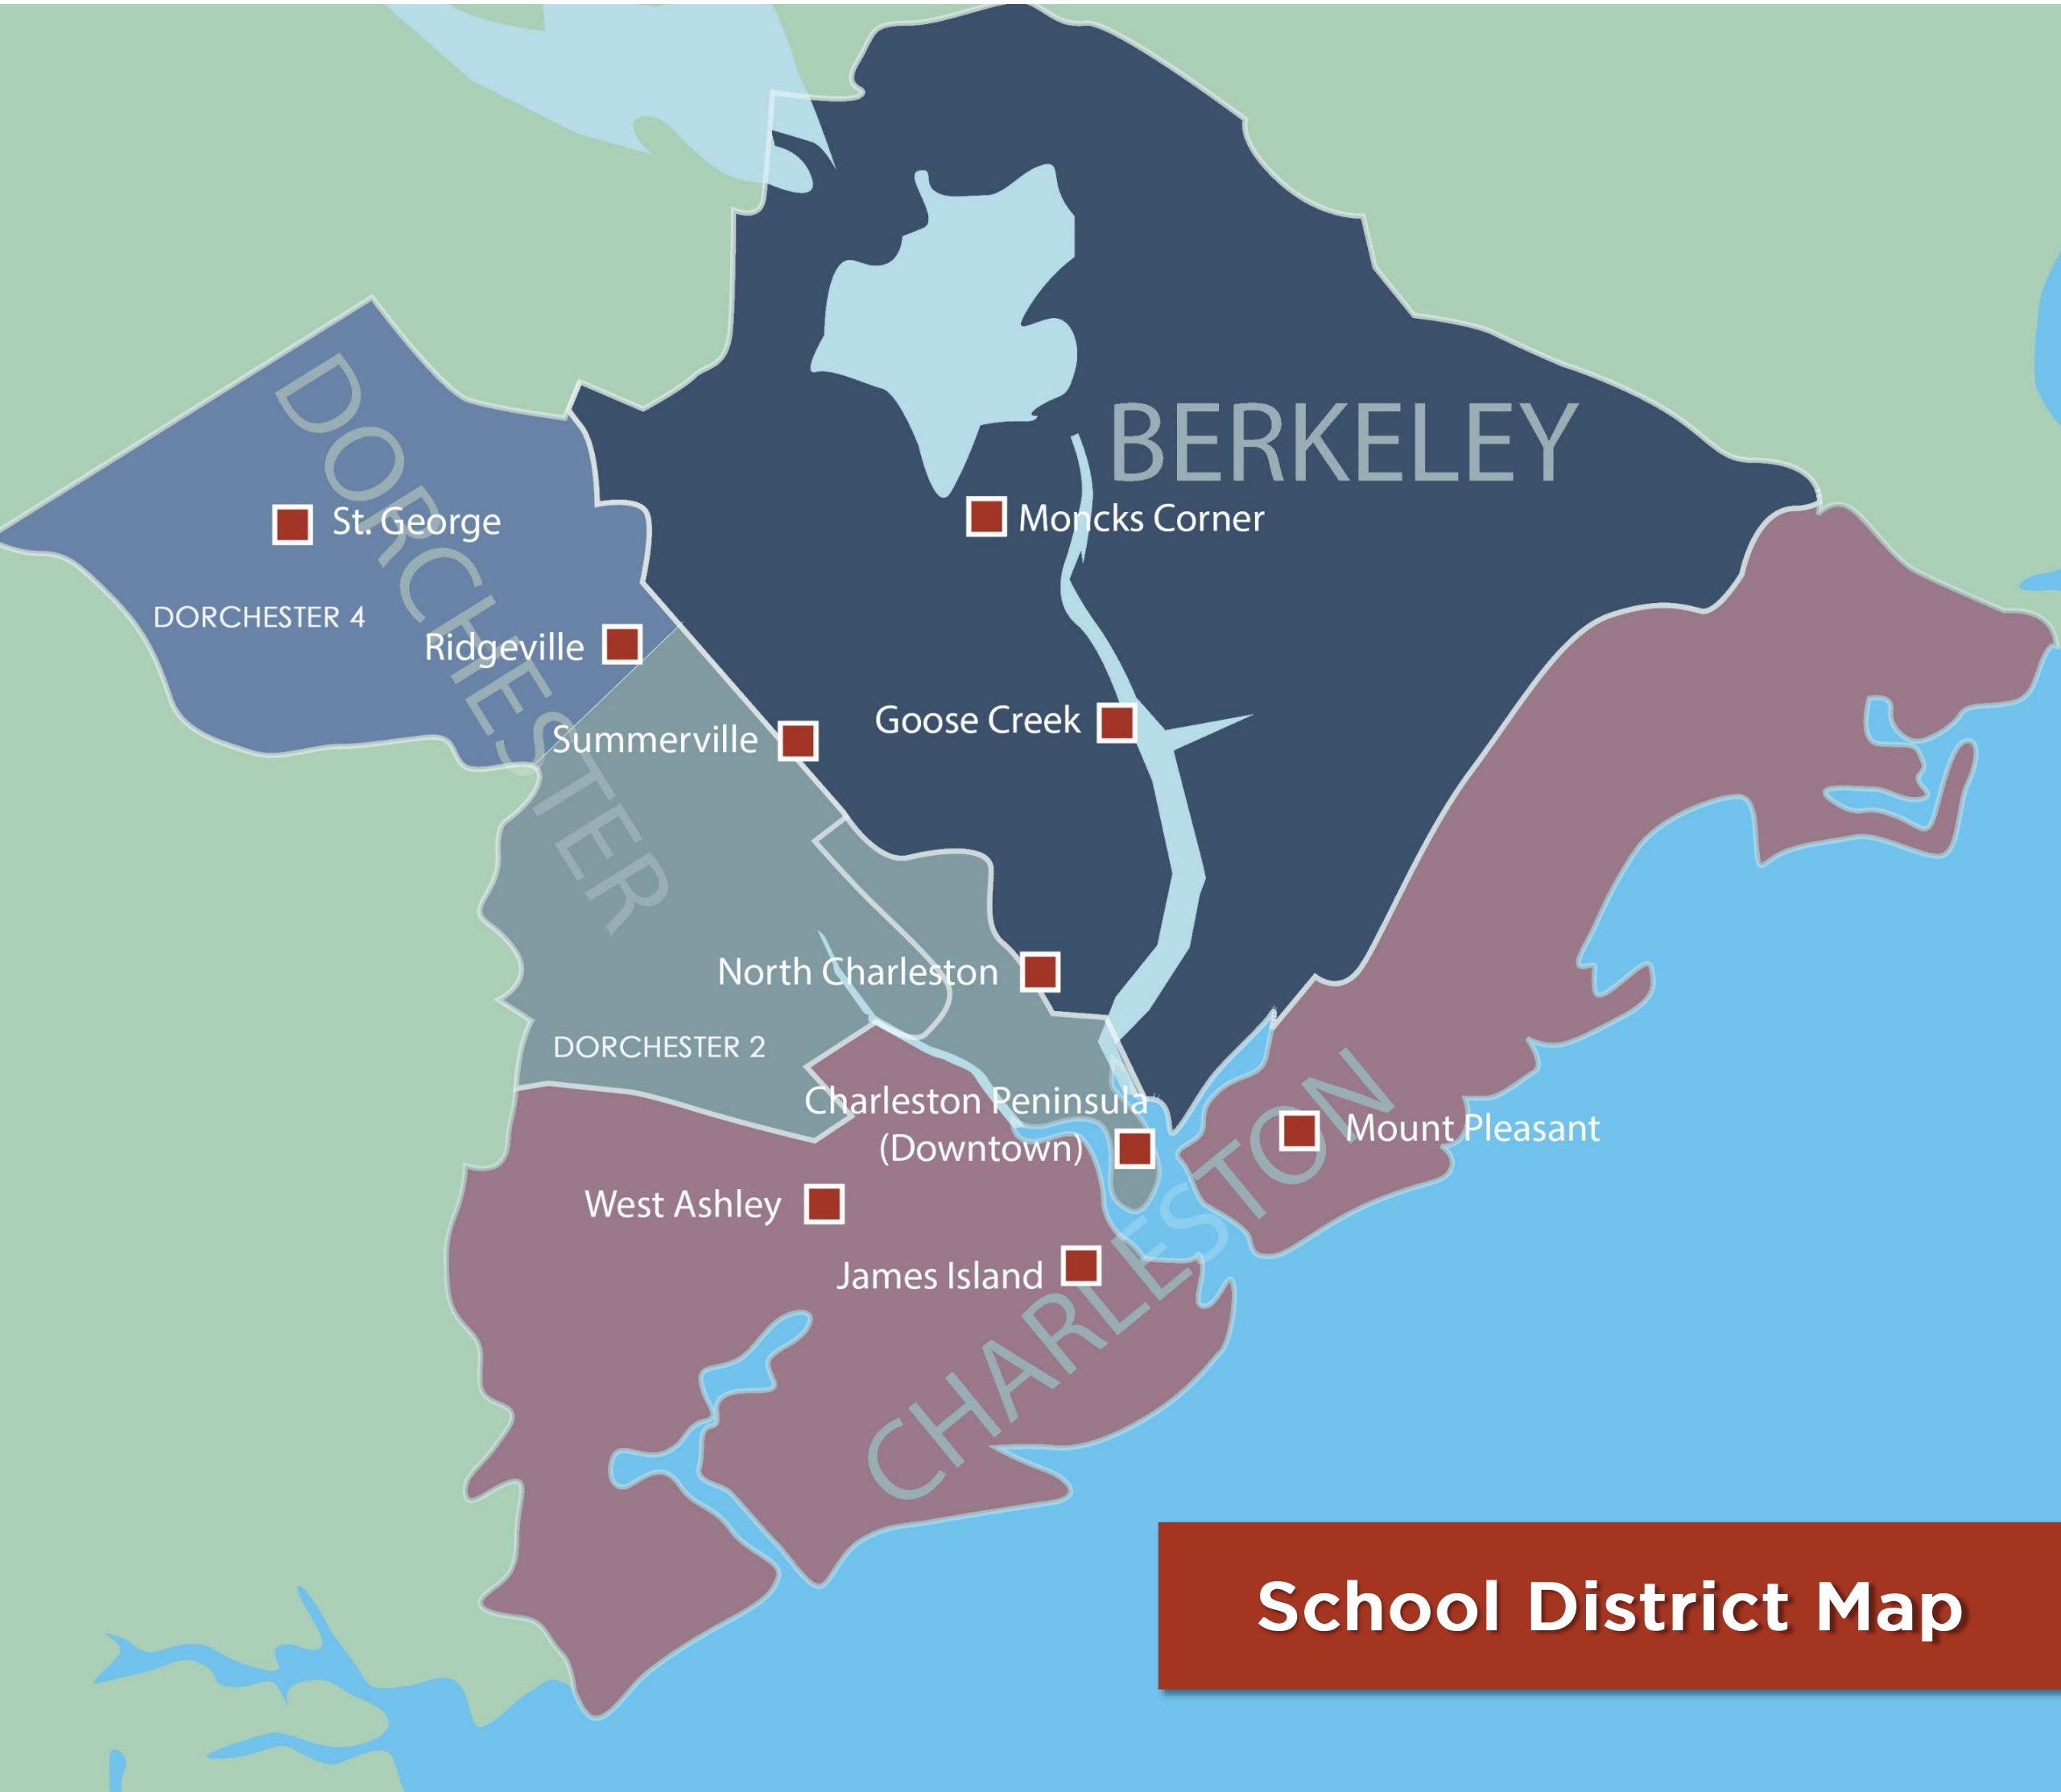 BERKELEY
DORCHESTER
St. George
Moncks Corner
DORCHESTER 4
Ridgeville
Goose Creek
Summerville
North Charleston
DORCHESTER 2
Charleston Peninsula
(Downtown)
Mount Pleasant
West Ashley
James Island
CHARLESTON
School District Map